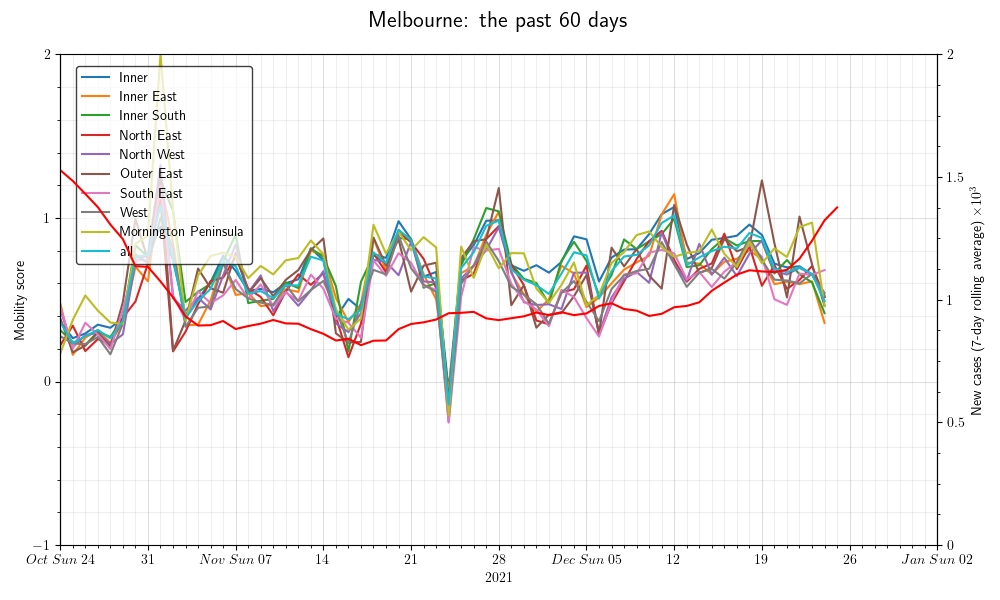 Melbourne: the past 60 days
2
1
0
−1
Mobility score
Inner
Inner East
Inner South
North East
North West
Outer East
South East
West
Mornington Peninsula
all
2
1.5
1
0.5
0
New cases (7-day rolling average) ×10³
Oct Sun 24
31
Nov Sun 07
14
21
28
Dec Sun 05
12
19
26
Jan Sun 02
2021